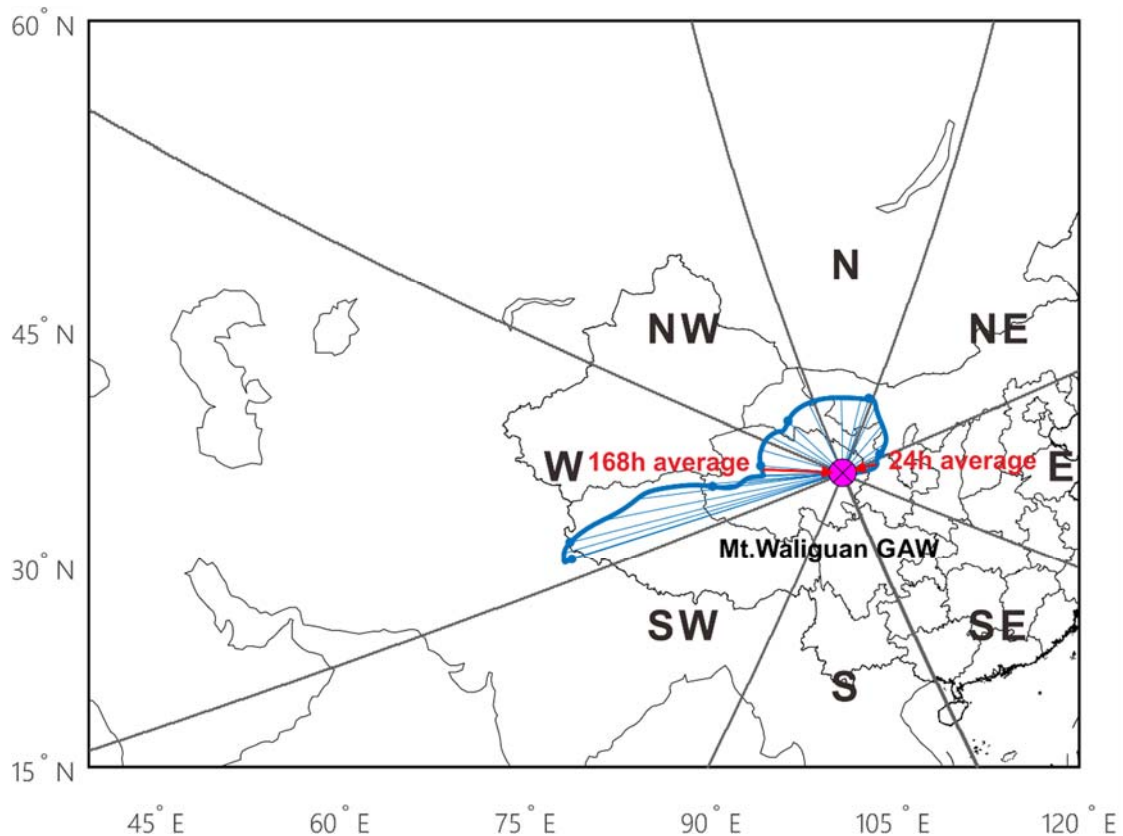 60° N
N
NW
NE
45° N
W
168h average
24h average
E
Mt.Waliguan GAW
30° N
SW
SE
S
15° N
45° E
60° E
75° E
90° E
105° E
120° E